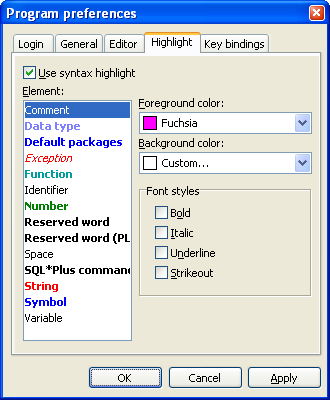 Program preferences
Login General Editor Highlight Key bindings
Use syntax highlight
Element:
Comment
Data type
Default packages
Exception
Function
Identifier
Number
Reserved word
Reserved word (PL
Space
SQL*Plus comman
String
Symbol
Variable
Foreground color:
Fuchsia
Background color:
Custom...
Font styles
Bold
Italic
Underline
Strikeout
OK Cancel Apply